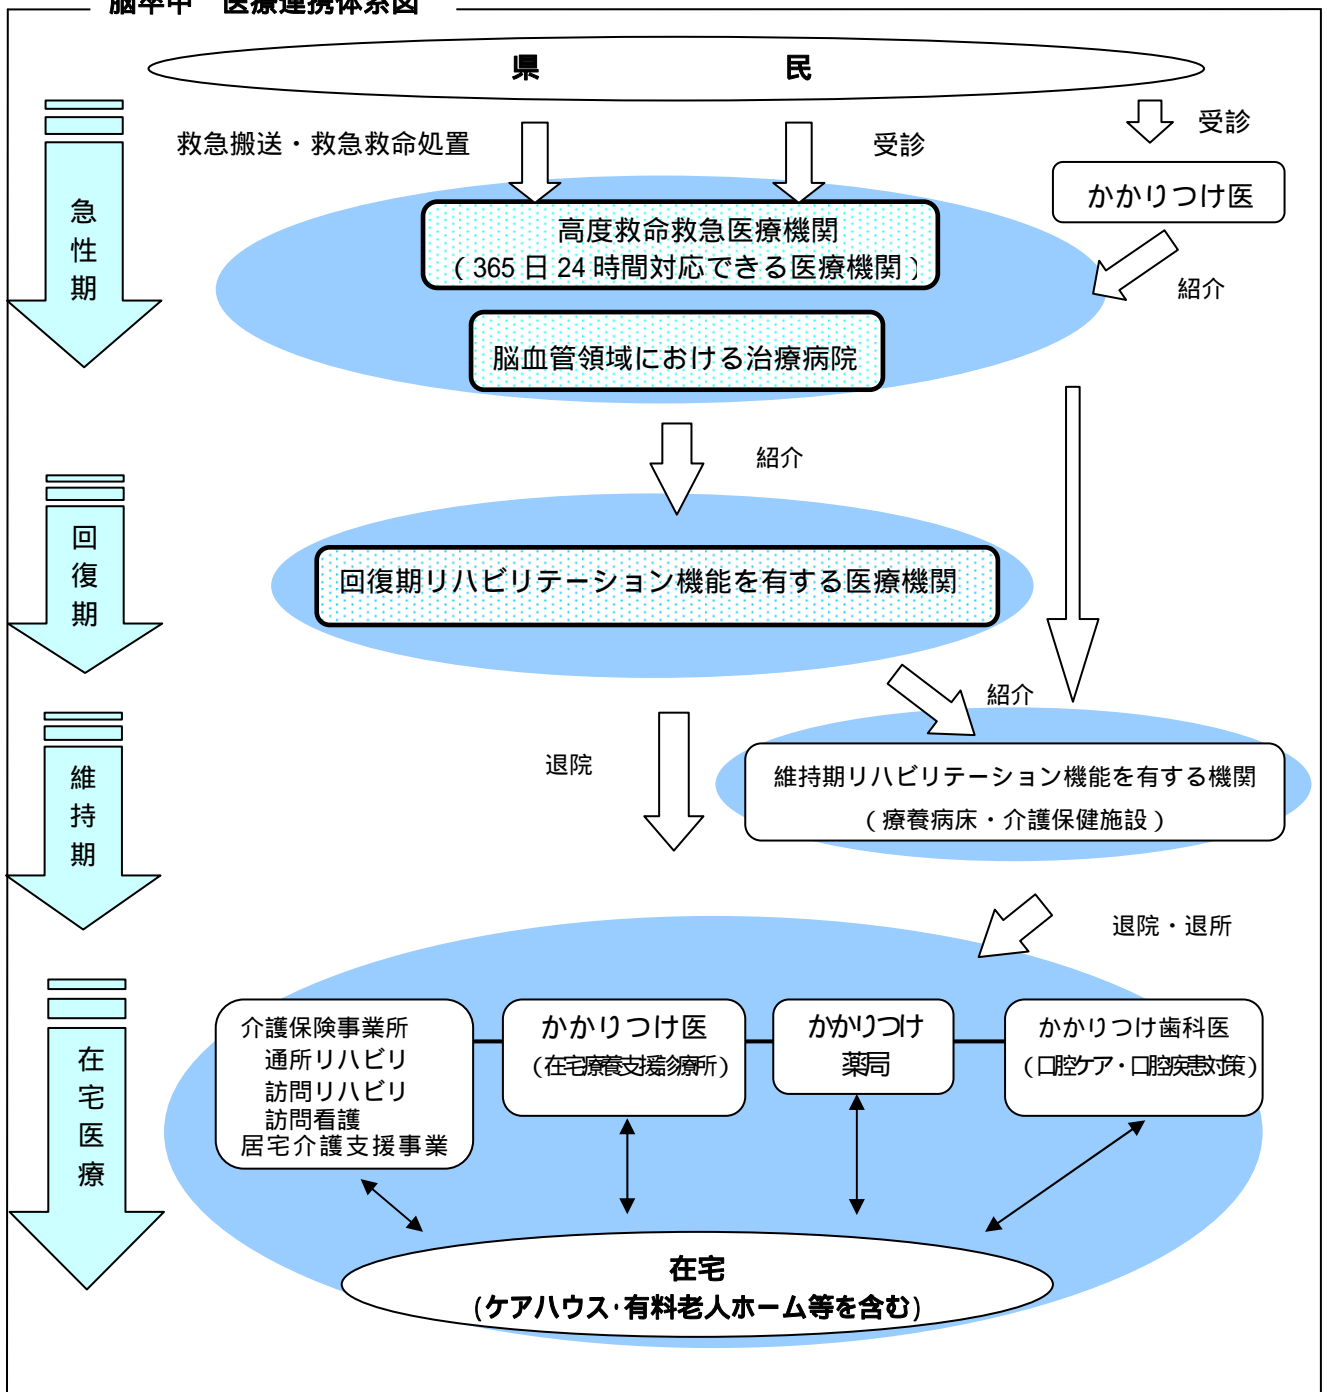 脳卒中 医療連携体系図
県 民
救急搬送・救急救命処置
受診
受診
かかりつけ医
紹介
急性期
高度救命救急医療機関
(365日24時間対応できる医療機関)
脳血管領域における治療病院
紹介
回復期
回復期リハビリテーション機能を有する医療機関
紹介
退院
維持期
維持期リハビリテーション機能を有する機関
(療養病床・介護保健施設)
退院・退所
在宅医療
介護保険事業所
通所リハビリ
訪問リハビリ
訪問看護
居宅介護支援事業
かかりつけ医
(在宅療養支援診療所)
かかりつけ
薬局
かかりつけ歯科医
(口腔ケア・口腔疾患対策)
在宅
(ケアハウス・有料老人ホーム等を含む)